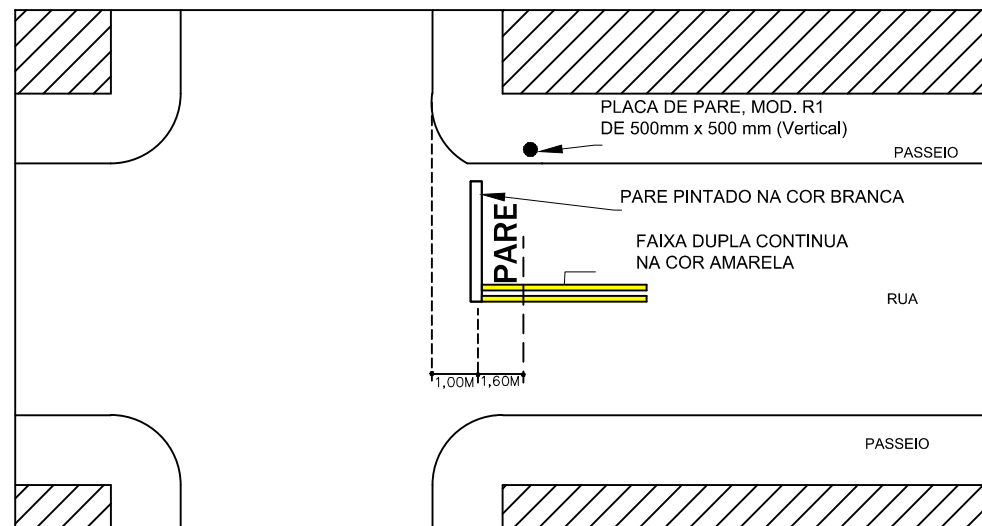 PLACA DE PARE, MOD. R1
DE 500mm x 500 mm (Vertical)
PASSEIO
PARE PINTADO NA COR BRANCA
PARE
FAIXA DUPLA CONTINUA
NA COR AMARELA
RUA
1,00M 1,60M
PASSEIO